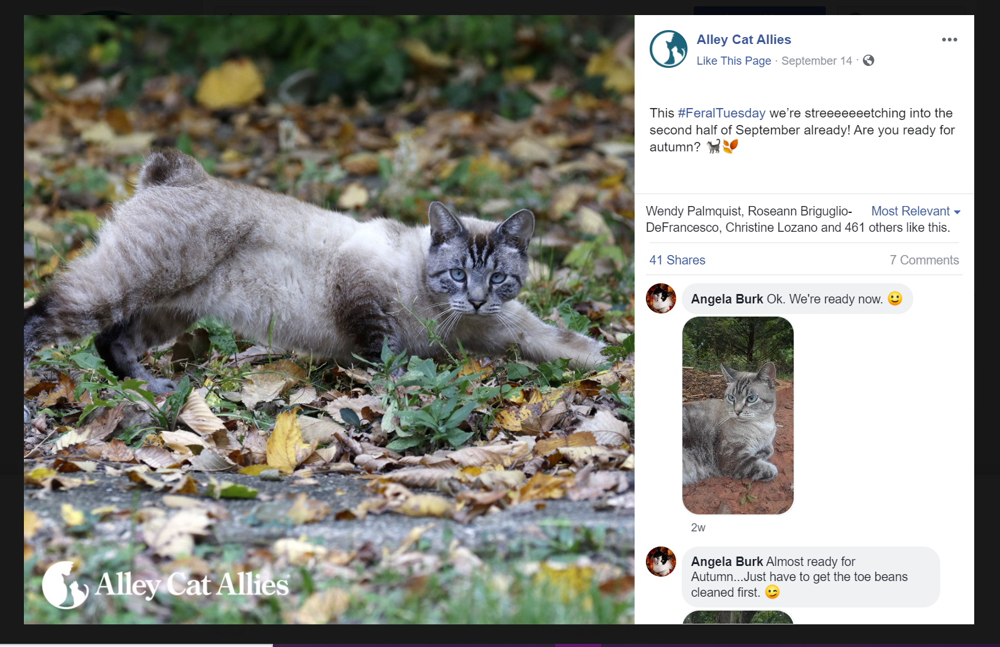 Alley Cat Allies
Like This Page · September 14 ·
This #FeralTuesday we're streeeeeeetching into the
second half of September already! Are you ready for
autumn? 🐈🍂
Wendy Palmquist, Roseann Briguglio-
DeFrancesco, Christine Lozano and 461 others like this.
Most Relevant
41 Shares
7 Comments
Angela Burk Ok. We're ready now. 🙂
2w
Angela Burk Almost ready for
Autumn...Just have to get the toe beans
cleaned first. 😉
Alley Cat Allies